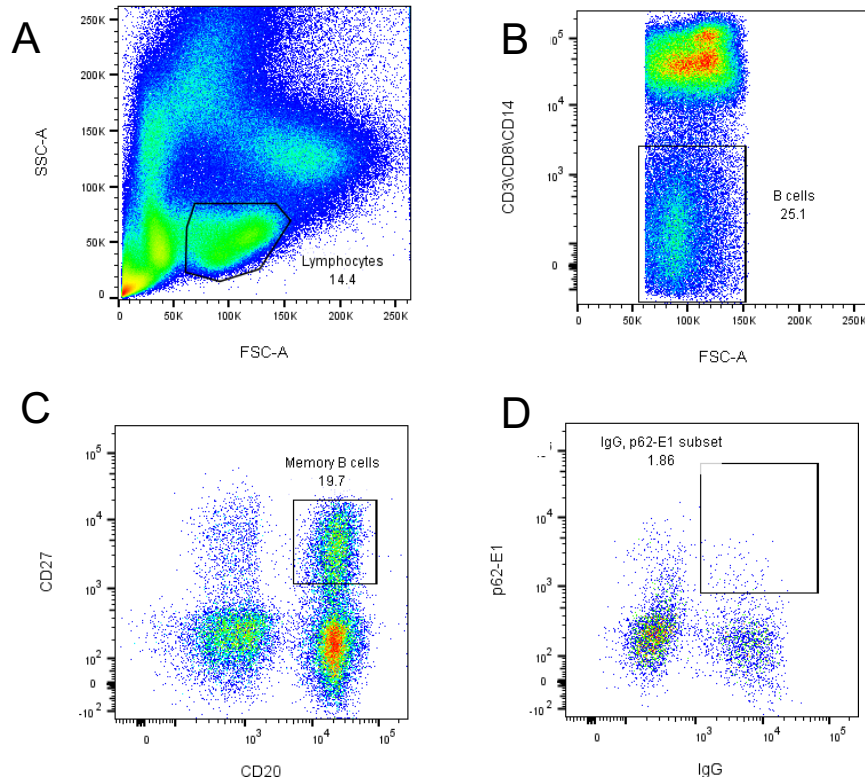 A
250K
200K
150K
100K
50K
0
0 50K 100K 150K 200K 250K
SSC-A
FSC-A
Lymphocytes
14.4
B
10^5
10^4
10^3
0
0 50K 100K 150K 200K 250K
CD3\CD8\CD14
FSC-A
B cells
25.1
C
10^5
10^4
10^3
10^2
0
-10^2
0 10^3 10^4 10^5
CD27
CD20
Memory B cells
19.7
D
10^4
10^3
10^2
0
-10^2
0 10^3 10^4 10^5
p62-E1
IgG
IgG, p62-E1 subset
1.86